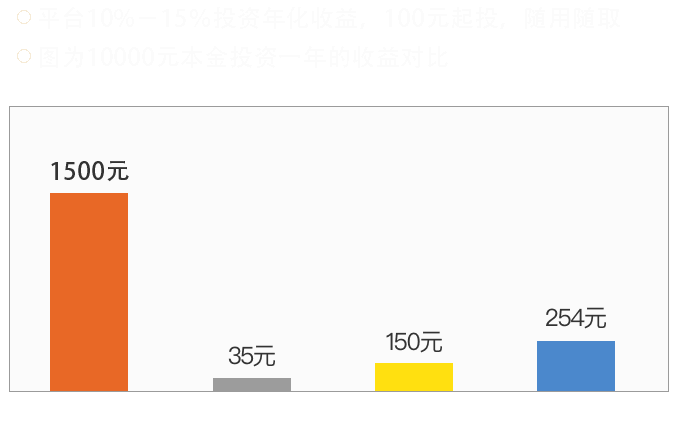 平台10%－15%投资年化收益，100元起投，随用随取
图为10000元本金投资一年的收益对比
1500元
35元
150元
254元